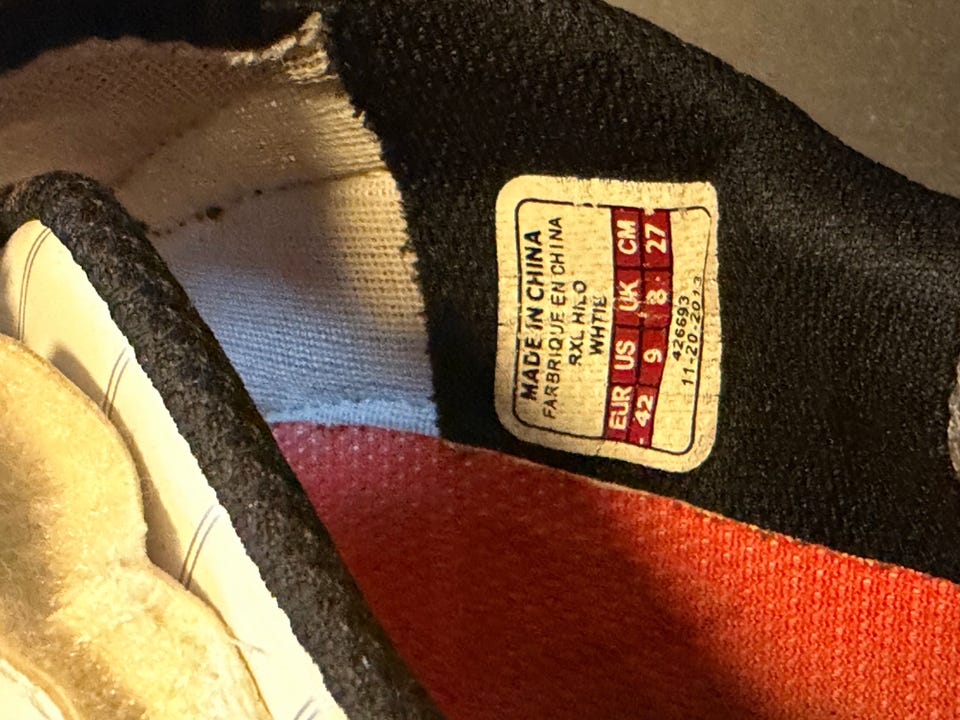 MADE IN CHINA
FARBRIQUE EN CHINA
RXL HILO
WHTIE
EUR US UK CM
42 9 8 27
426693
11-20-2013